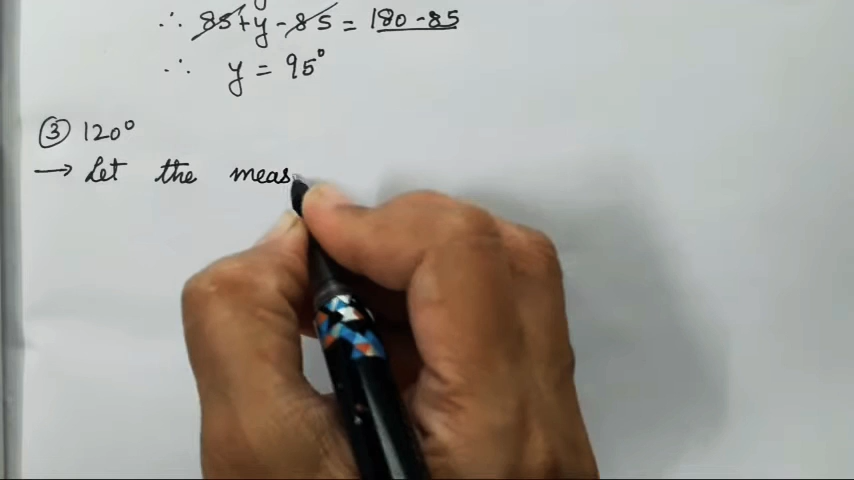 ∴ 85 + y - 85 = 180 - 85
∴ y = 95°
③ 120°
→ Let the meas